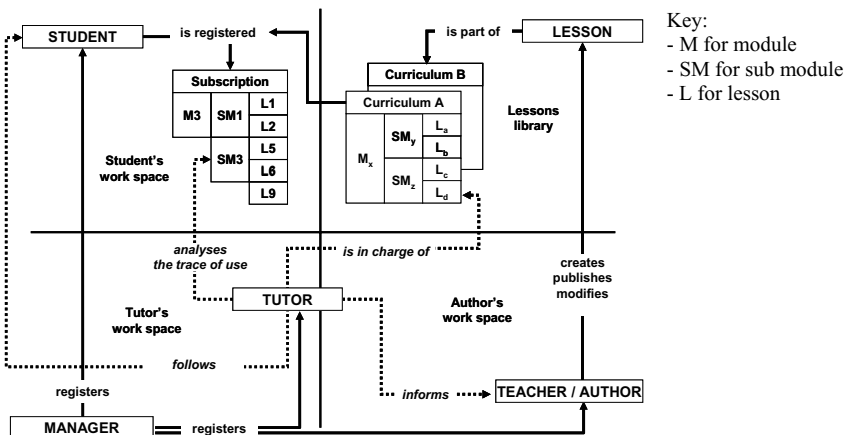 STUDENT
is registered
is part of
LESSON
Key:
- M for module
- SM for sub module
- L for lesson
Subscription
M3
SM1
L1
L2
SM3
L5
L6
L9
Curriculum B
Curriculum A
Mx
SMy
La
Lb
SMz
Lc
Ld
Lessons
library
Student's
work space
analyses
the trace of use
is in charge of
creates
publishes
modifies
TUTOR
Tutor's
work space
Author's
work space
follows
registers
informs
TEACHER / AUTHOR
MANAGER
registers